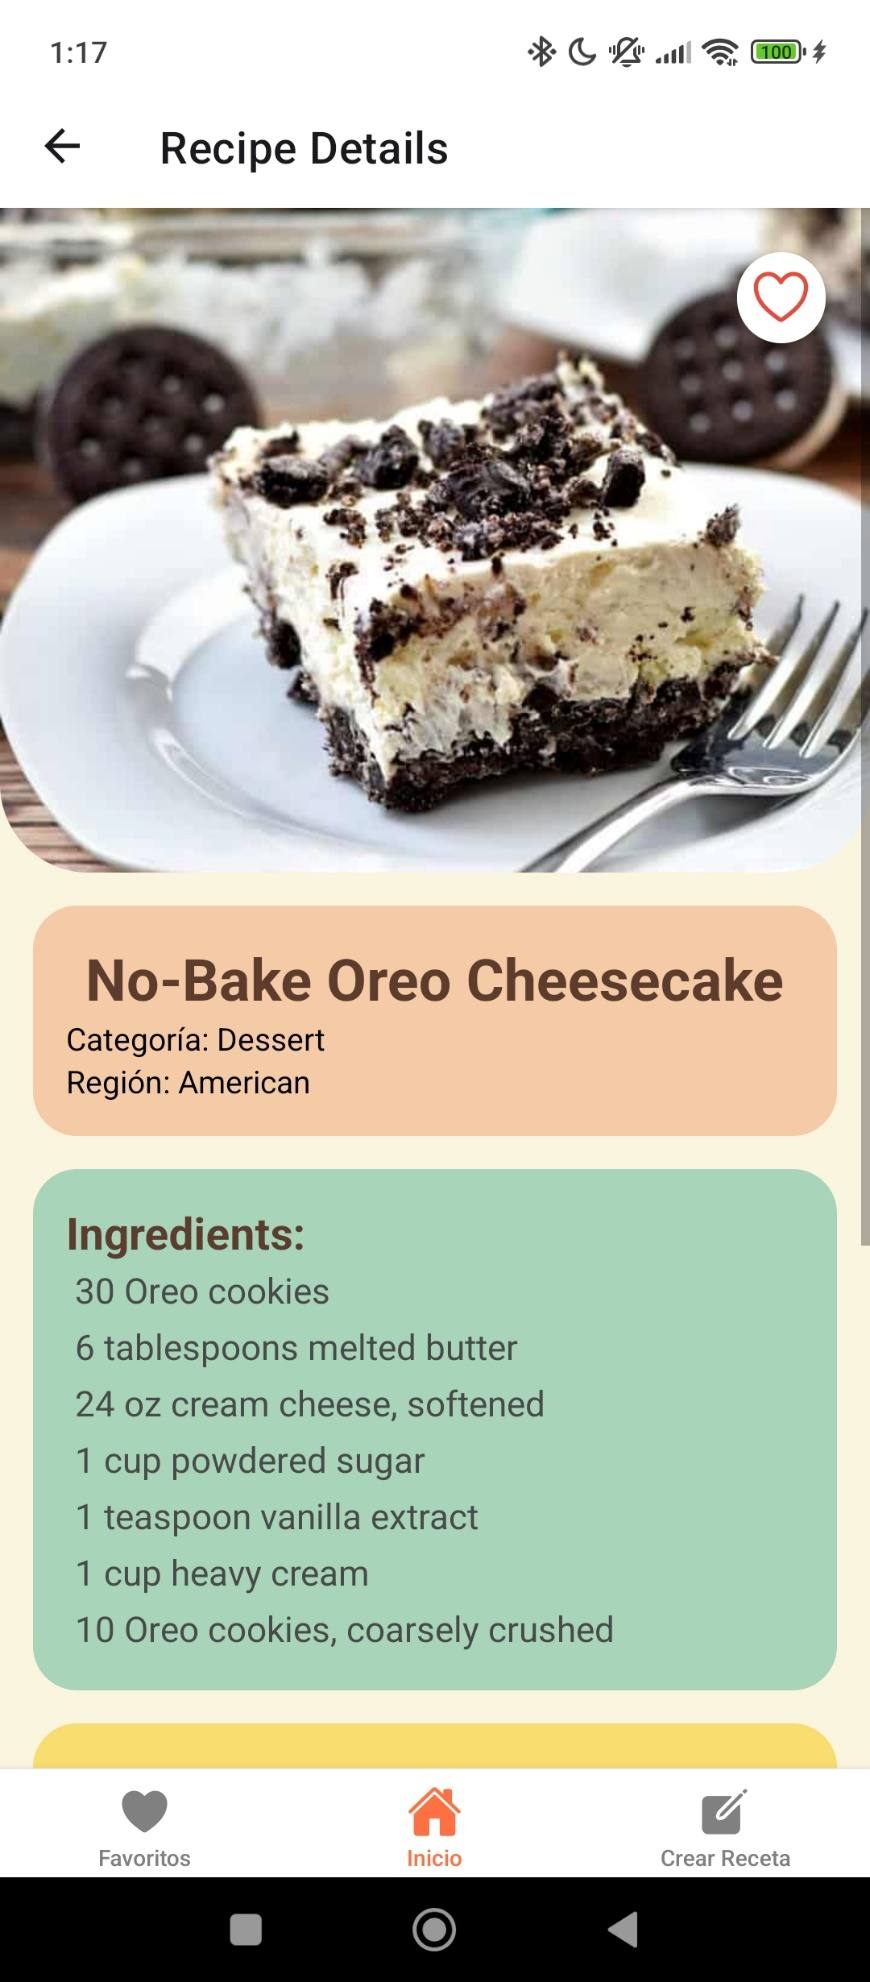 1:17
100
Recipe Details
No-Bake Oreo Cheesecake
Categoría: Dessert
Región: American
Ingredients:
30 Oreo cookies
6 tablespoons melted butter
24 oz cream cheese, softened
1 cup powdered sugar
1 teaspoon vanilla extract
1 cup heavy cream
10 Oreo cookies, coarsely crushed
Favoritos
Inicio
Crear Receta